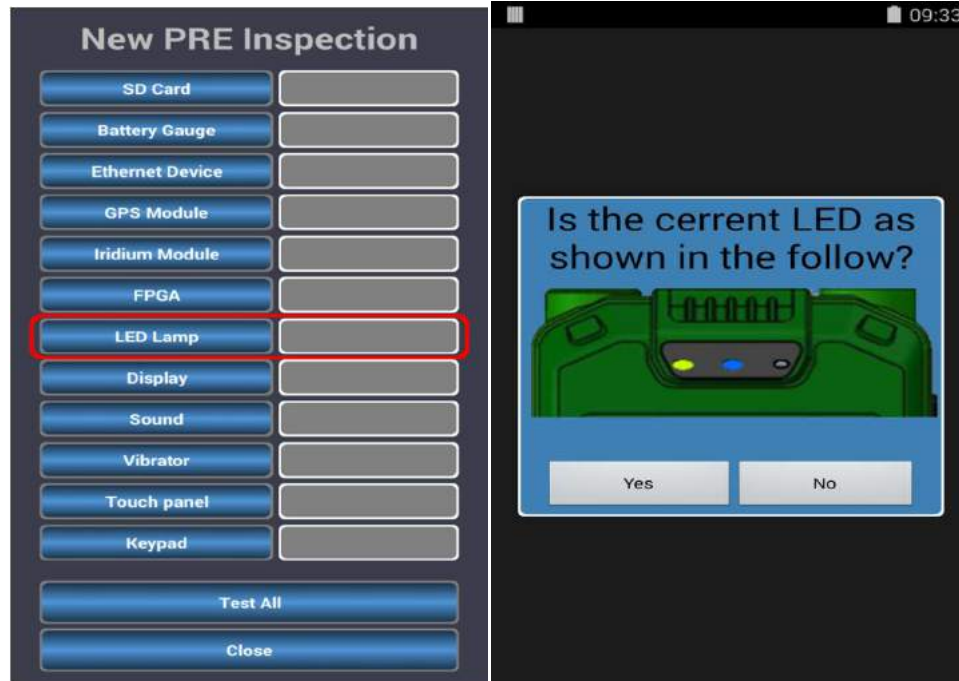 New PRE Inspection
SD Card
Battery Gauge
Ethernet Device
GPS Module
Iridium Module
FPGA
LED Lamp
Display
Sound
Vibrator
Touch panel
Keypad
Test All
Close
09:33
Is the cerrent LED as
shown in the follow?
Yes
No